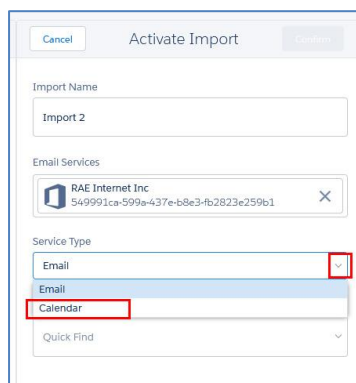 Cancel
Activate Import
Confirm
Import Name
Import 2
Email Services
RAE Internet Inc
549991ca-599a-437e-b8e3-fb2823e259b1
Service Type
Email
Email
Calendar
Quick Find